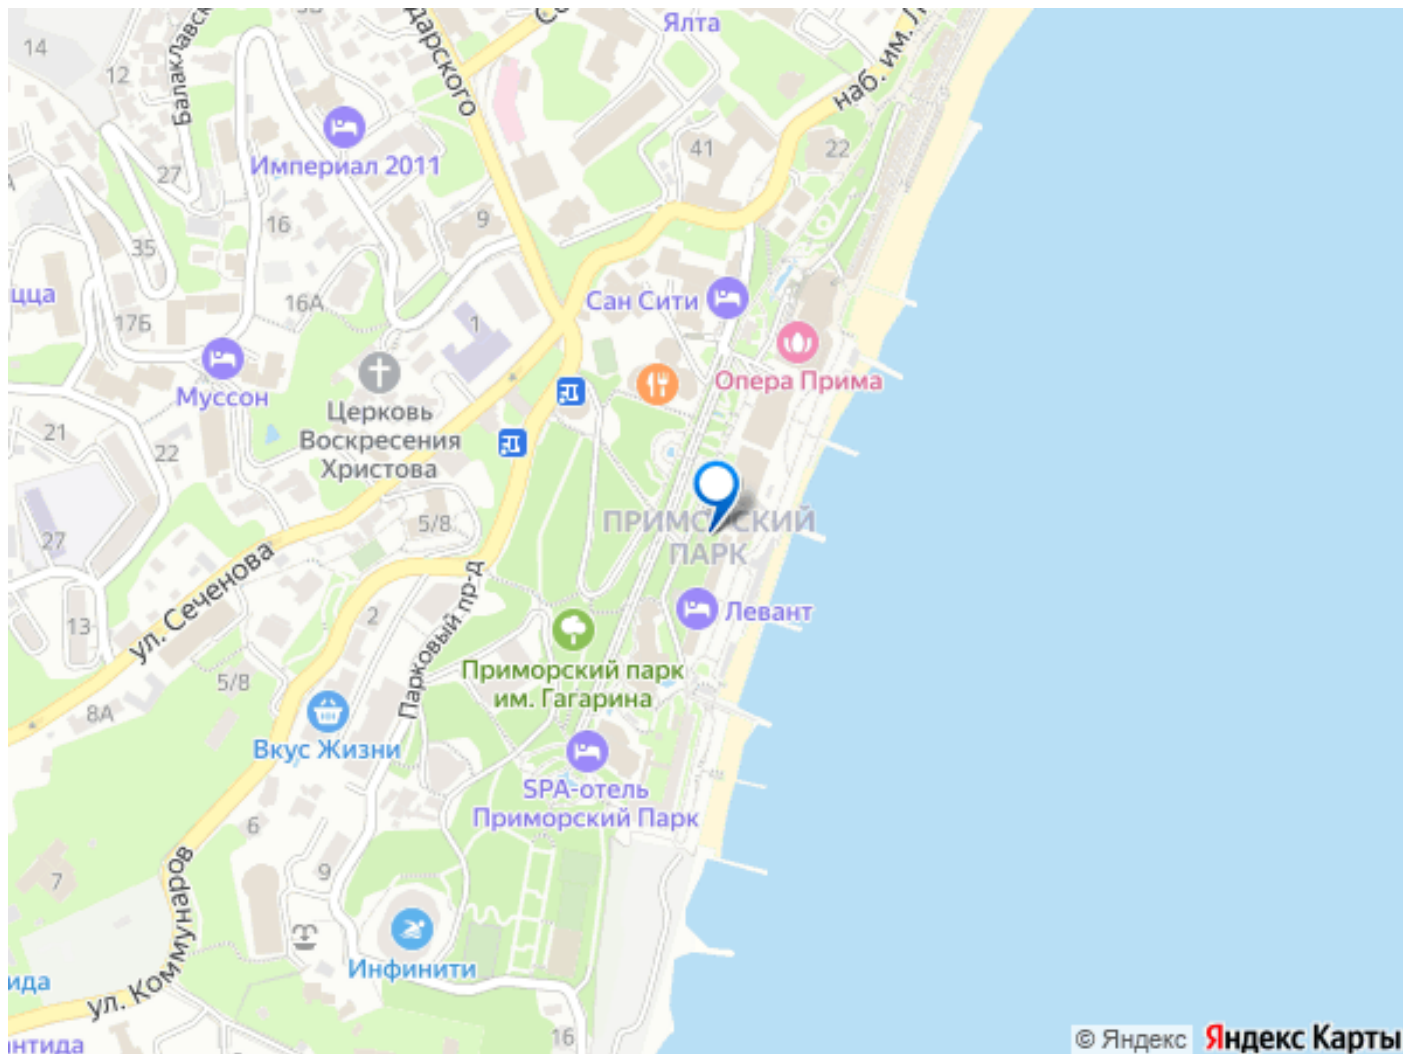 Ялта
14
12
Балаклавск
дарского
наб. им. Л
Империал 2011
41
22
27
9
16
35
16А
Сан Сити
17Б
1
Опера Прима
Муссон
Церковь
Воскресения
Христова
21
22
27
5/8
ПРИМОРСКИЙ
ПАРК
ул. Сеченова
Парковый пр-д
2
Левант
13
Приморский парк
им. Гагарина
5/8
8А
Вкус Жизни
SPA-отель
Приморский Парк
6
7
9
ул. Коммунаров
Инфинити
ида
16
нтида
© Яндекс
Яндекс Карты